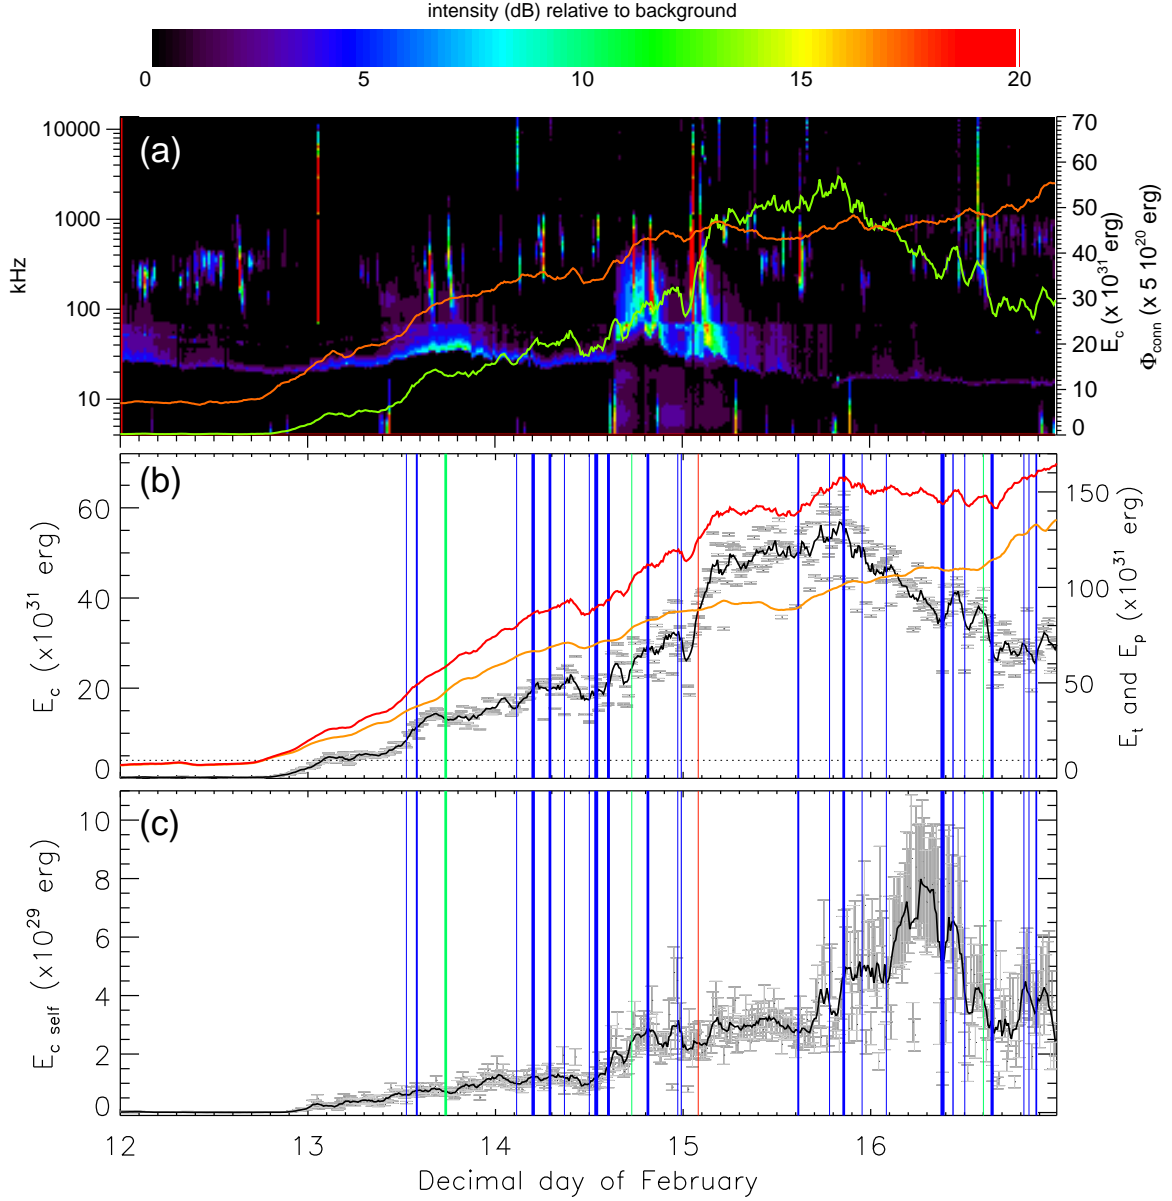 intensity (dB) relative to background
0 5 10 15 20
(a)
10000
1000
100
10
kHz
70
60
50
40
30
20
10
0
E_c (x 10^31 erg)
Φ_conn (x 5 10^20 erg)
(b)
60
40
20
0
E_c (x10^31 erg)
150
100
50
0
E_t and E_p (x10^31 erg)
(c)
10
8
6
4
2
0
E_c self (x10^29 erg)
12 13 14 15 16
Decimal day of February